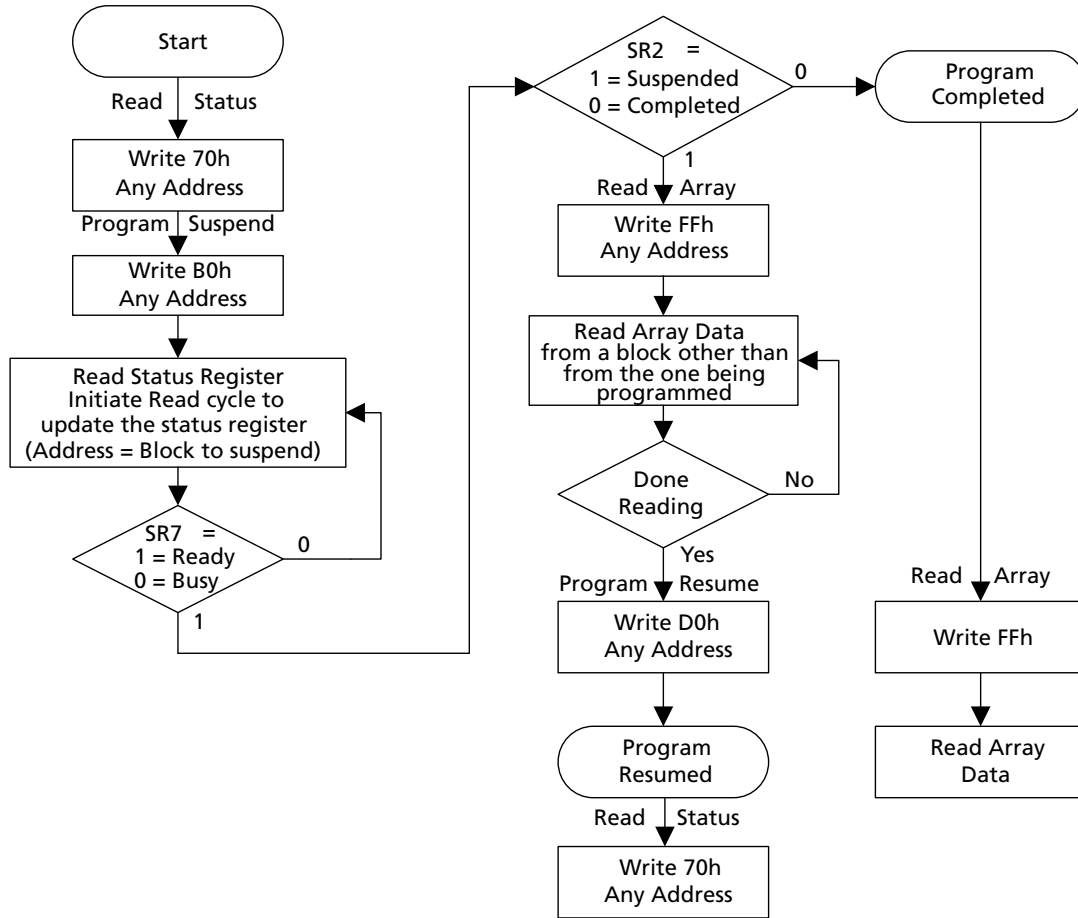 Start
Read Status
Write 70h
Any Address
Program Suspend
Write B0h
Any Address
Read Status Register
Initiate Read cycle to
update the status register
(Address = Block to suspend)
SR7 =
1 = Ready
0 = Busy
0
1
SR2 =
1 = Suspended
0 = Completed
0
1
Read Array
Write FFh
Any Address
Read Array Data
from a block other than
from the one being
programmed
Done
Reading
No
Yes
Program Resume
Write D0h
Any Address
Program
Resumed
Read Status
Write 70h
Any Address
Program
Completed
Read Array
Write FFh
Read Array
Data